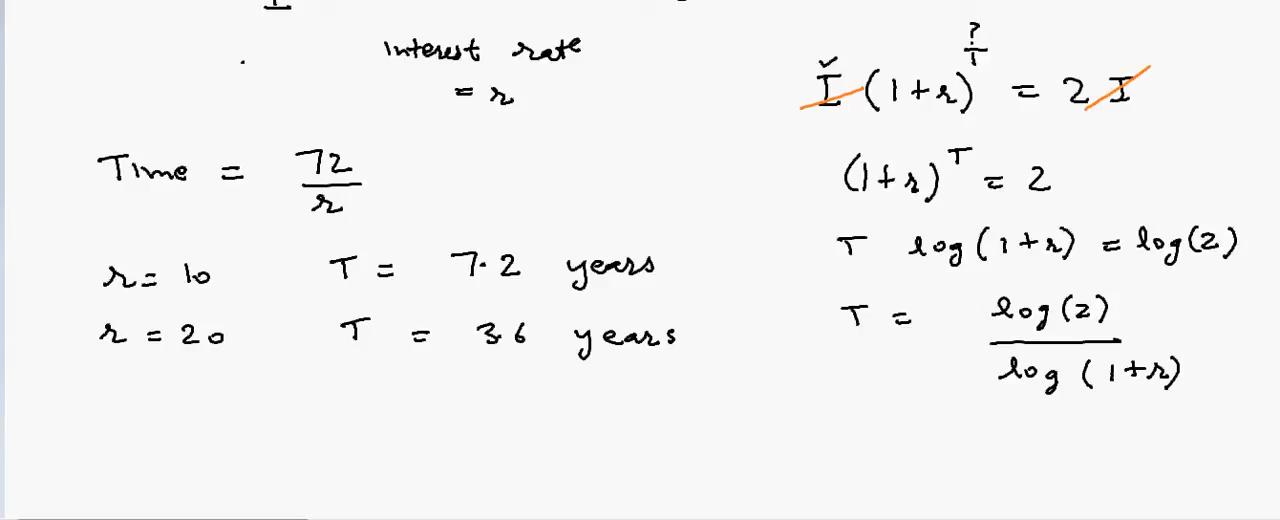 Interest rate
= r
Time = 72/r
r = 10 T = 7.2 years
r = 20 T = 3.6 years
?
T
I (1+r) = 2 I
(1+r)^T = 2
T log(1+r) = log(2)
T = log(2)/log(1+r)